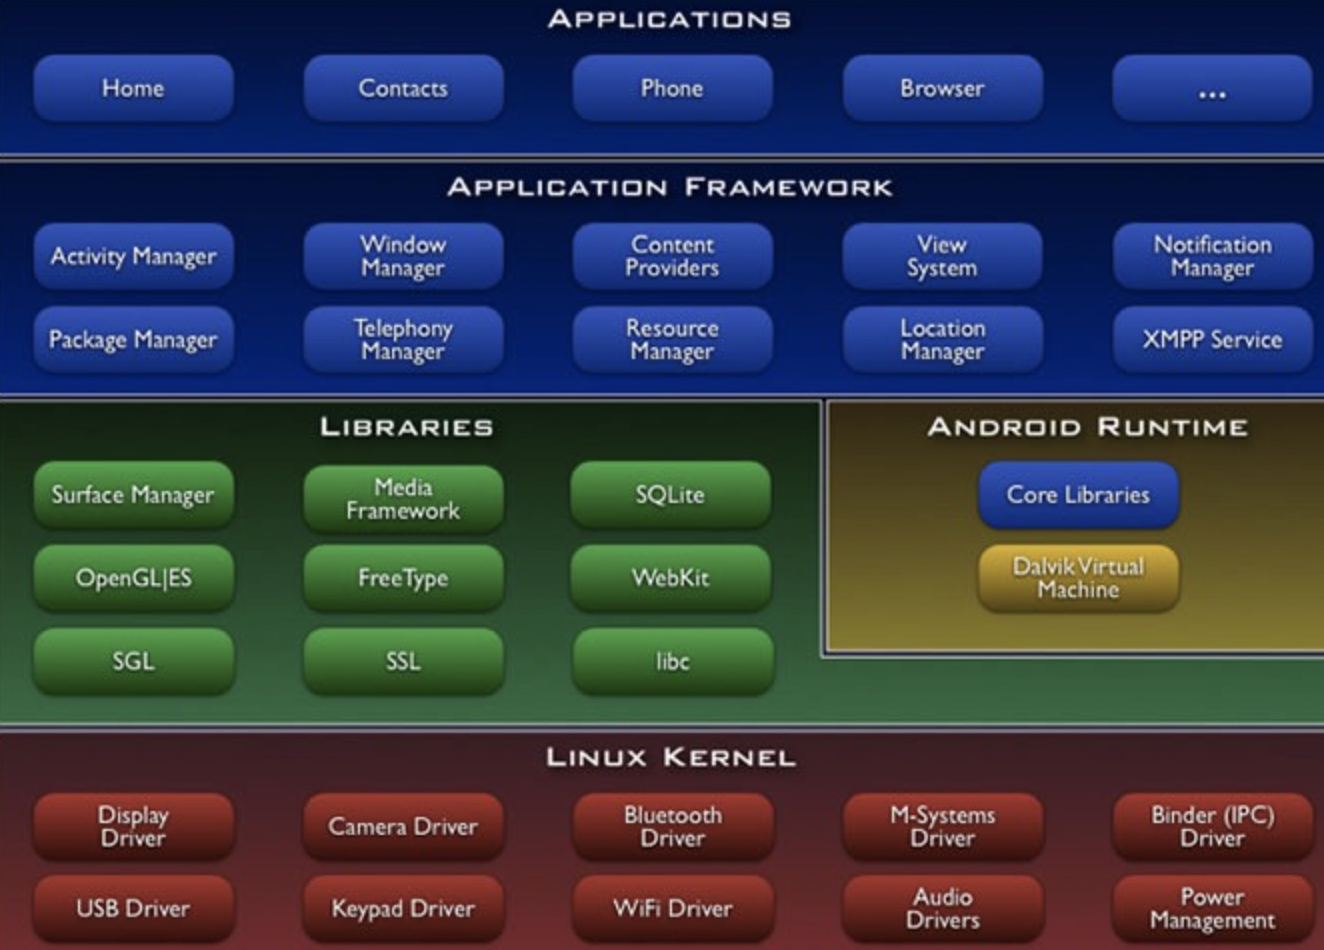 APPLICATIONS
Home
Contacts
Phone
Browser
...
APPLICATION FRAMEWORK
Activity Manager
Window
Manager
Content
Providers
View
System
Notification
Manager
Package Manager
Telephony
Manager
Resource
Manager
Location
Manager
XMPP Service
LIBRARIES
Surface Manager
Media
Framework
SQLite
OpenGL|ES
FreeType
WebKit
SGL
SSL
libc
ANDROID RUNTIME
Core Libraries
Dalvik Virtual
Machine
LINUX KERNEL
Display
Driver
Camera Driver
Bluetooth
Driver
M-Systems
Driver
Binder (IPC)
Driver
USB Driver
Keypad Driver
WiFi Driver
Audio
Drivers
Power
Management